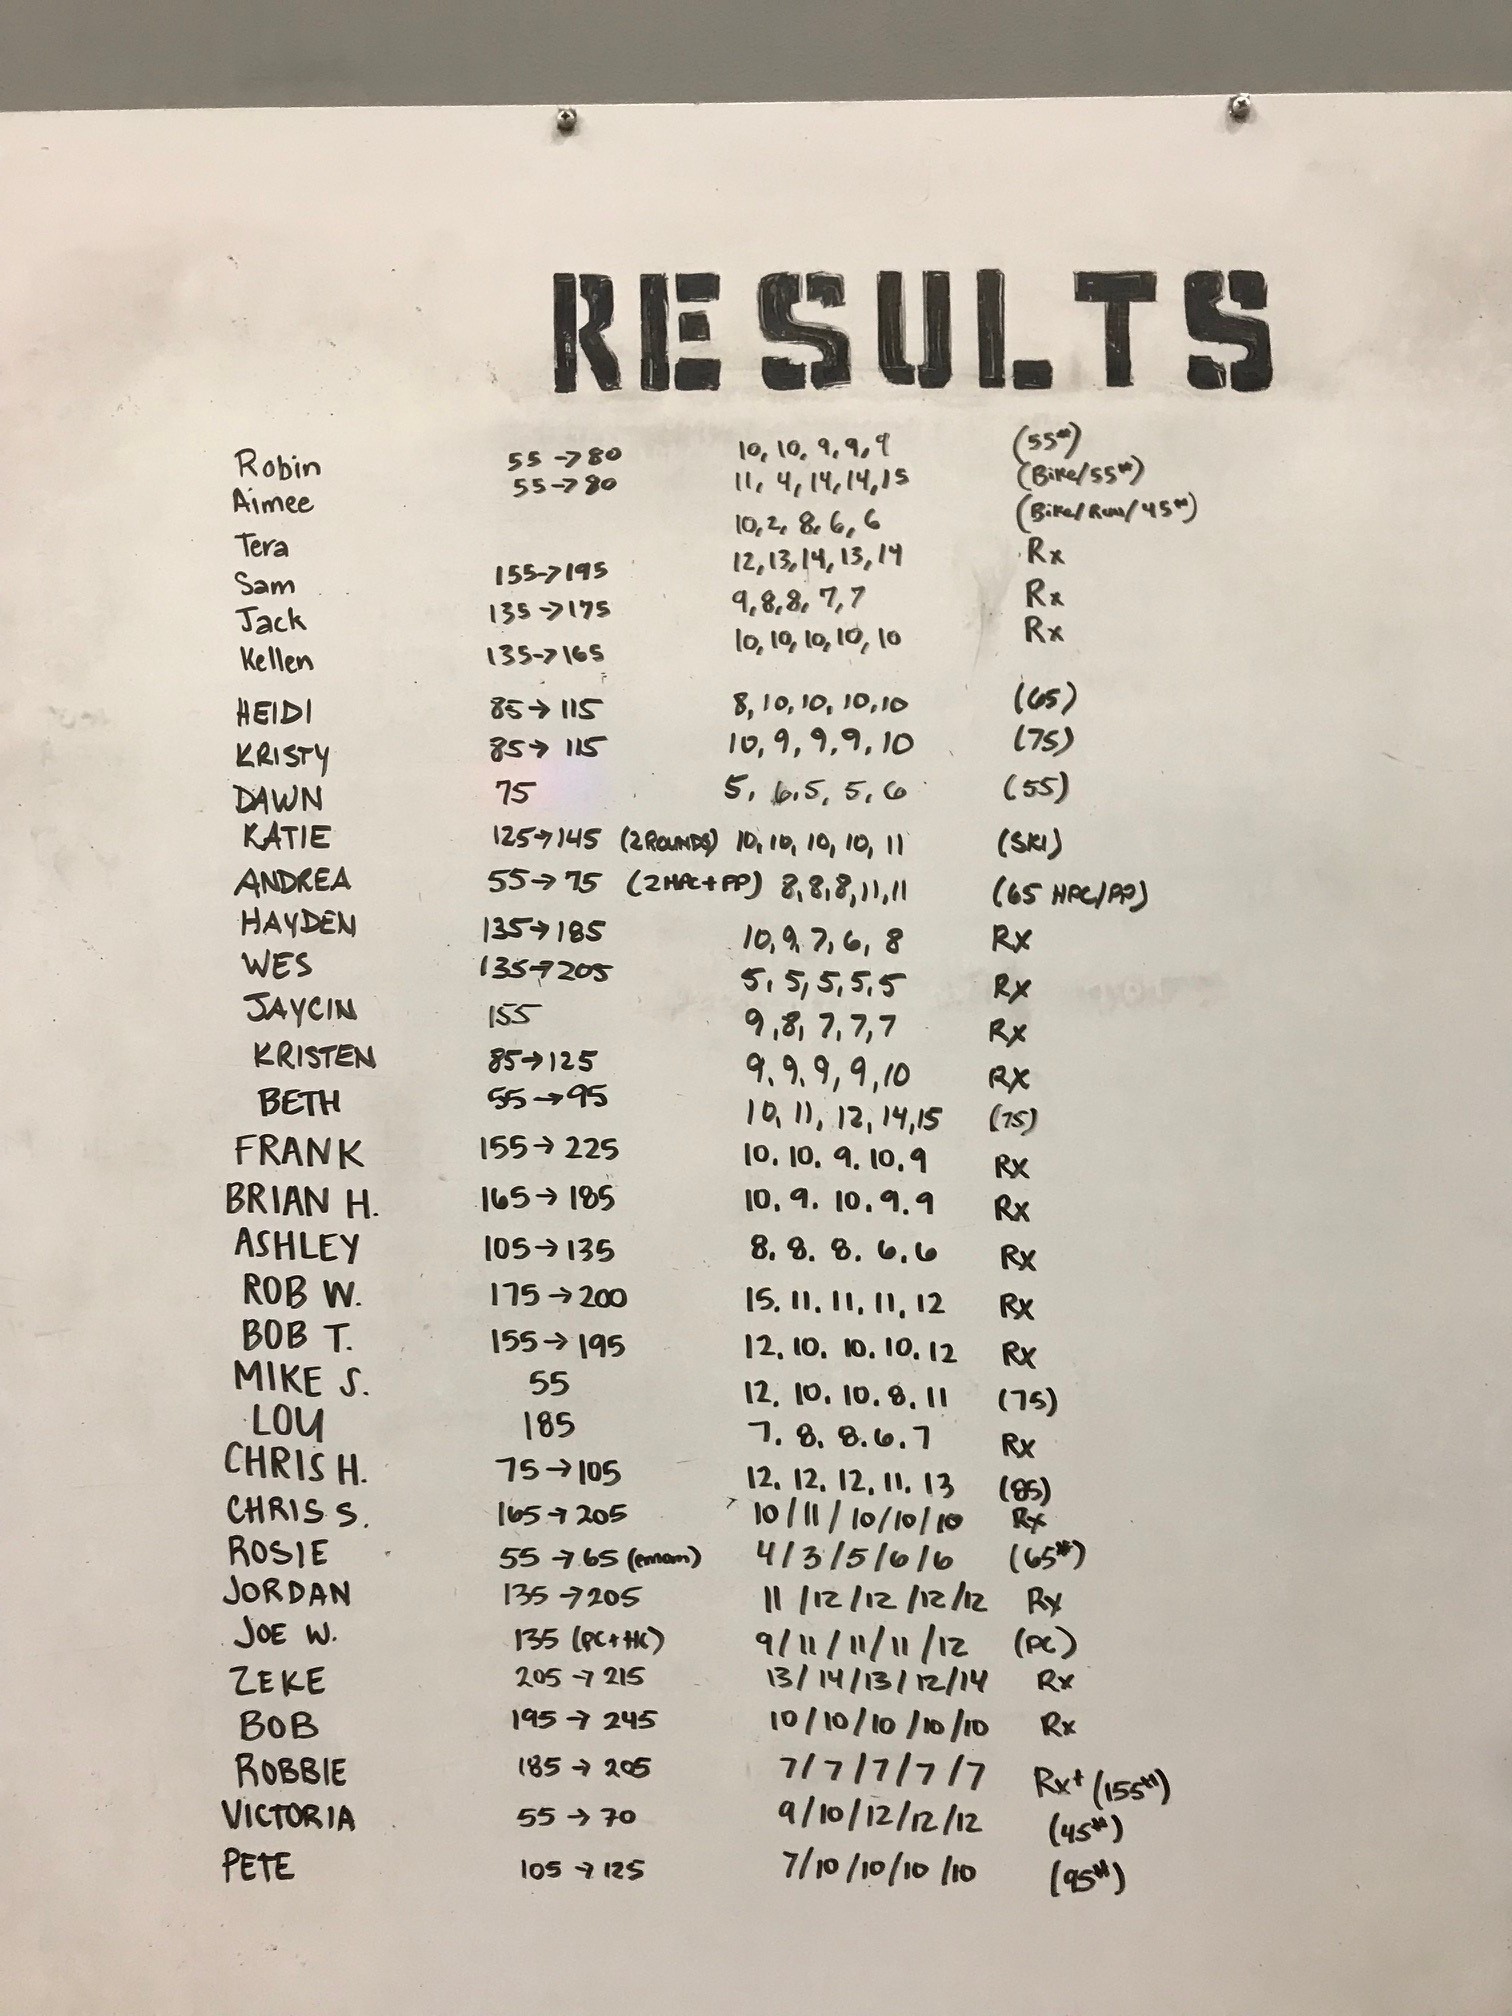 RESULTS
Robin 55→80 10, 10, 9, 9, 9 (55#)
Aimee 55→80 11, 4, 14, 14, 15 (Bike/55#)
Tera 10, 2, 8, 6, 6 (Bike/Run/45#)
Sam 155→195 12, 13, 14, 13, 14 Rx
Jack 135→175 9, 8, 8, 7, 7 Rx
Kellen 135→165 10, 10, 10, 10, 10 Rx
HEIDI 85→115 8, 10, 10, 10, 10 (65)
KRISTY 85→115 10, 9, 9, 9, 10 (75)
DAWN 75 5, 6, 5, 5, 6 (55)
KATIE 125→145 (2 ROUNDS) 10, 10, 10, 10, 11 (SKI)
ANDREA 55→75 (2 HPC+PP) 8, 8, 8, 11, 11 (65 HPC/PP)
HAYDEN 135→185 10, 9, 7, 6, 8 Rx
WES 135→205 5, 5, 5, 5, 5 Rx
JAYCIN 155 9, 8, 7, 7, 7 Rx
KRISTEN 85→125 9, 9, 9, 9, 10 Rx
BETH 55→95 10, 11, 12, 14, 15 (75)
FRANK 155→225 10. 10. 9. 10. 9 Rx
BRIAN H. 165→185 10. 9. 10. 9. 9 Rx
ASHLEY 105→135 8. 8. 8. 6. 6 Rx
ROB W. 175→200 15. 11. 11. 11, 12 Rx
BOB T. 155→195 12. 10. 10. 10. 12 Rx
MIKE S. 55 12. 10. 10. 8. 11 (75)
LOU 185 7. 8. 8. 6. 7 Rx
CHRIS H. 75→105 12. 12. 12. 11. 13 (85)
CHRIS S. 165→205 10/11/10/10/10 Rx
ROSIE 55→65 (emom) 4/3/5/6/6 (65#)
JORDAN 135→205 11/12/12/12/12 Rx
JOE W. 135 (PC+HC) 9/11/11/11/12 (PC)
ZEKE 205→215 13/14/13/12/14 Rx
BOB 195→245 10/10/10/10/10 Rx
ROBBIE 185→205 7/7/7/7/7 Rx+ (155#)
VICTORIA 55→70 9/10/12/12/12 (45#)
PETE 105→125 7/10/10/10/10 (95#)